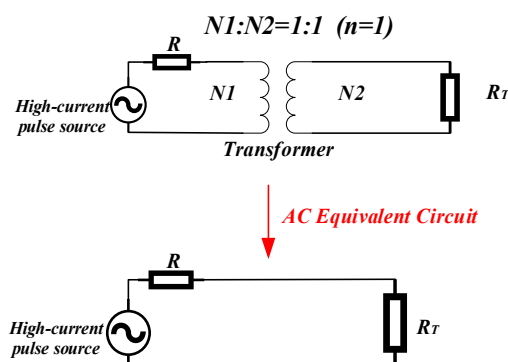 N1:N2=1:1 (n=1)
R
N1
N2
RT
High-current
pulse source
Transformer
AC Equivalent Circuit
R
High-current
pulse source
RT